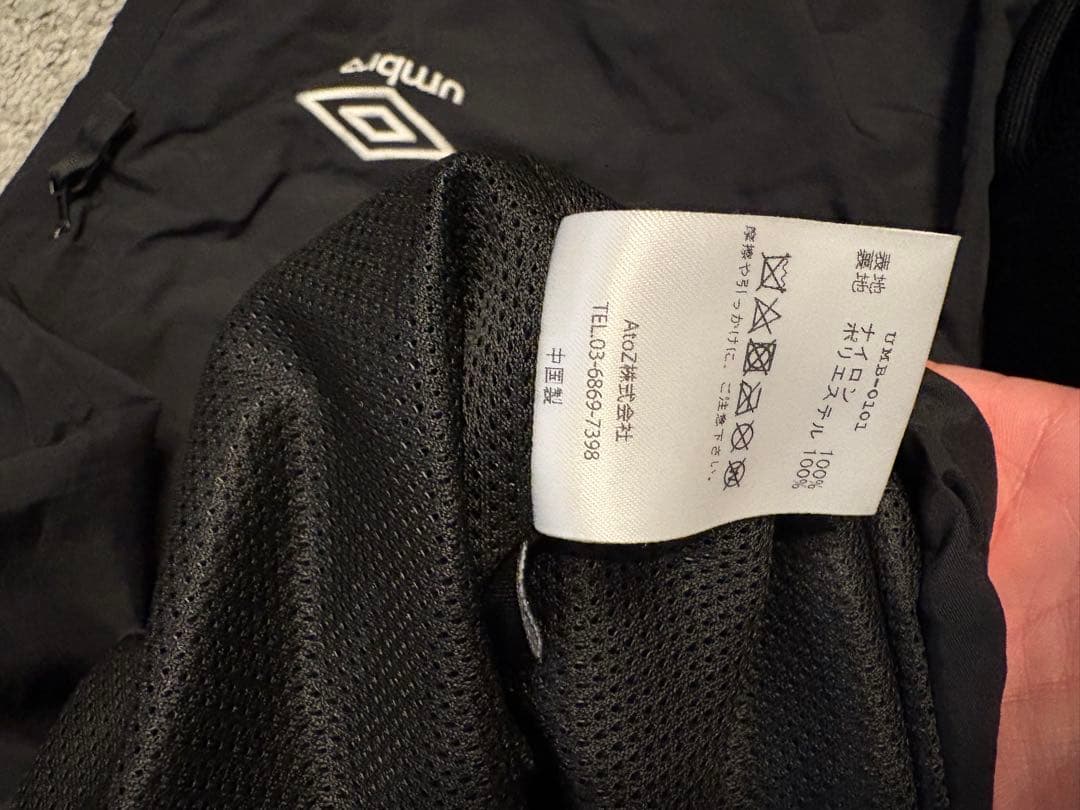 umbro
UMB-0101
表地 ナイロン 100%
裏地 ポリエステル 100%
摩擦や引っかけに、ご注意下さい。
AtoZ株式会社
TEL.03-6869-7398
中国製